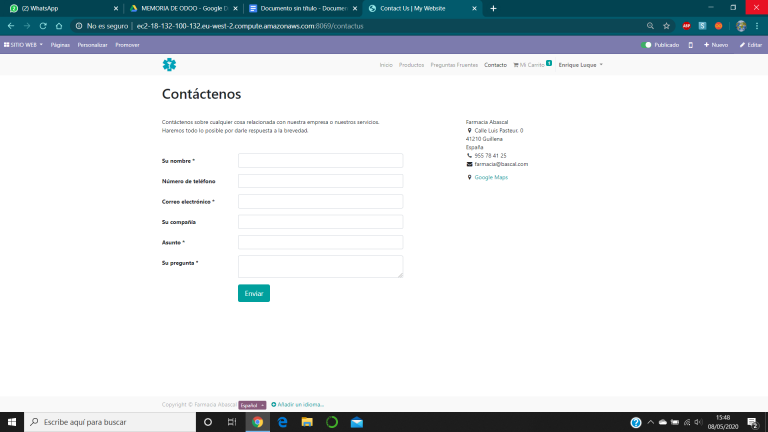 (2) WhatsApp
MEMORIA DE ODOO - Google D
Documento sin título - Documen
Contact Us | My Website
No es seguro | ec2-18-132-100-132.eu-west-2.compute.amazonaws.com:8069/contactus
SITIO WEB Páginas Personalizar Promover Publicado + Nuevo Editar
Inicio Productos Preguntas Fruentes Contacto Mi Carrito 1 Enrique Luque
Contáctenos
Contáctenos sobre cualquier cosa relacionada con nuestra empresa o nuestros servicios.
Haremos todo lo posible por darle respuesta a la brevedad.
Su nombre *
Número de teléfono
Correo electrónico *
Su compañía
Asunto *
Su pregunta *
Enviar
Farmacia Abascal
Calle Luis Pasteur. 0
41210 Guillena
España
955 78 41 25
farmacia@bascal.com
Google Maps
Copyright © Farmacia Abascal Español Añadir un idioma...
Escribe aquí para buscar
15:48
08/05/2020
2